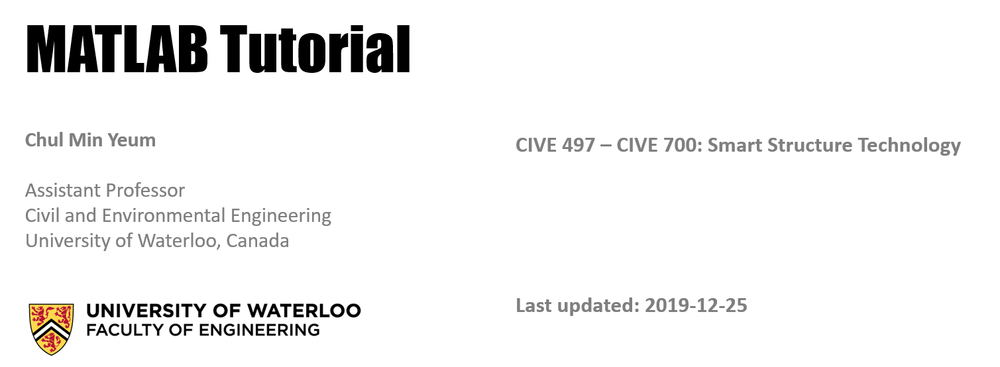 MATLAB Tutorial
Chul Min Yeum
Assistant Professor
Civil and Environmental Engineering
University of Waterloo, Canada
UNIVERSITY OF WATERLOO
FACULTY OF ENGINEERING
CIVE 497 – CIVE 700: Smart Structure Technology
Last updated: 2019-12-25